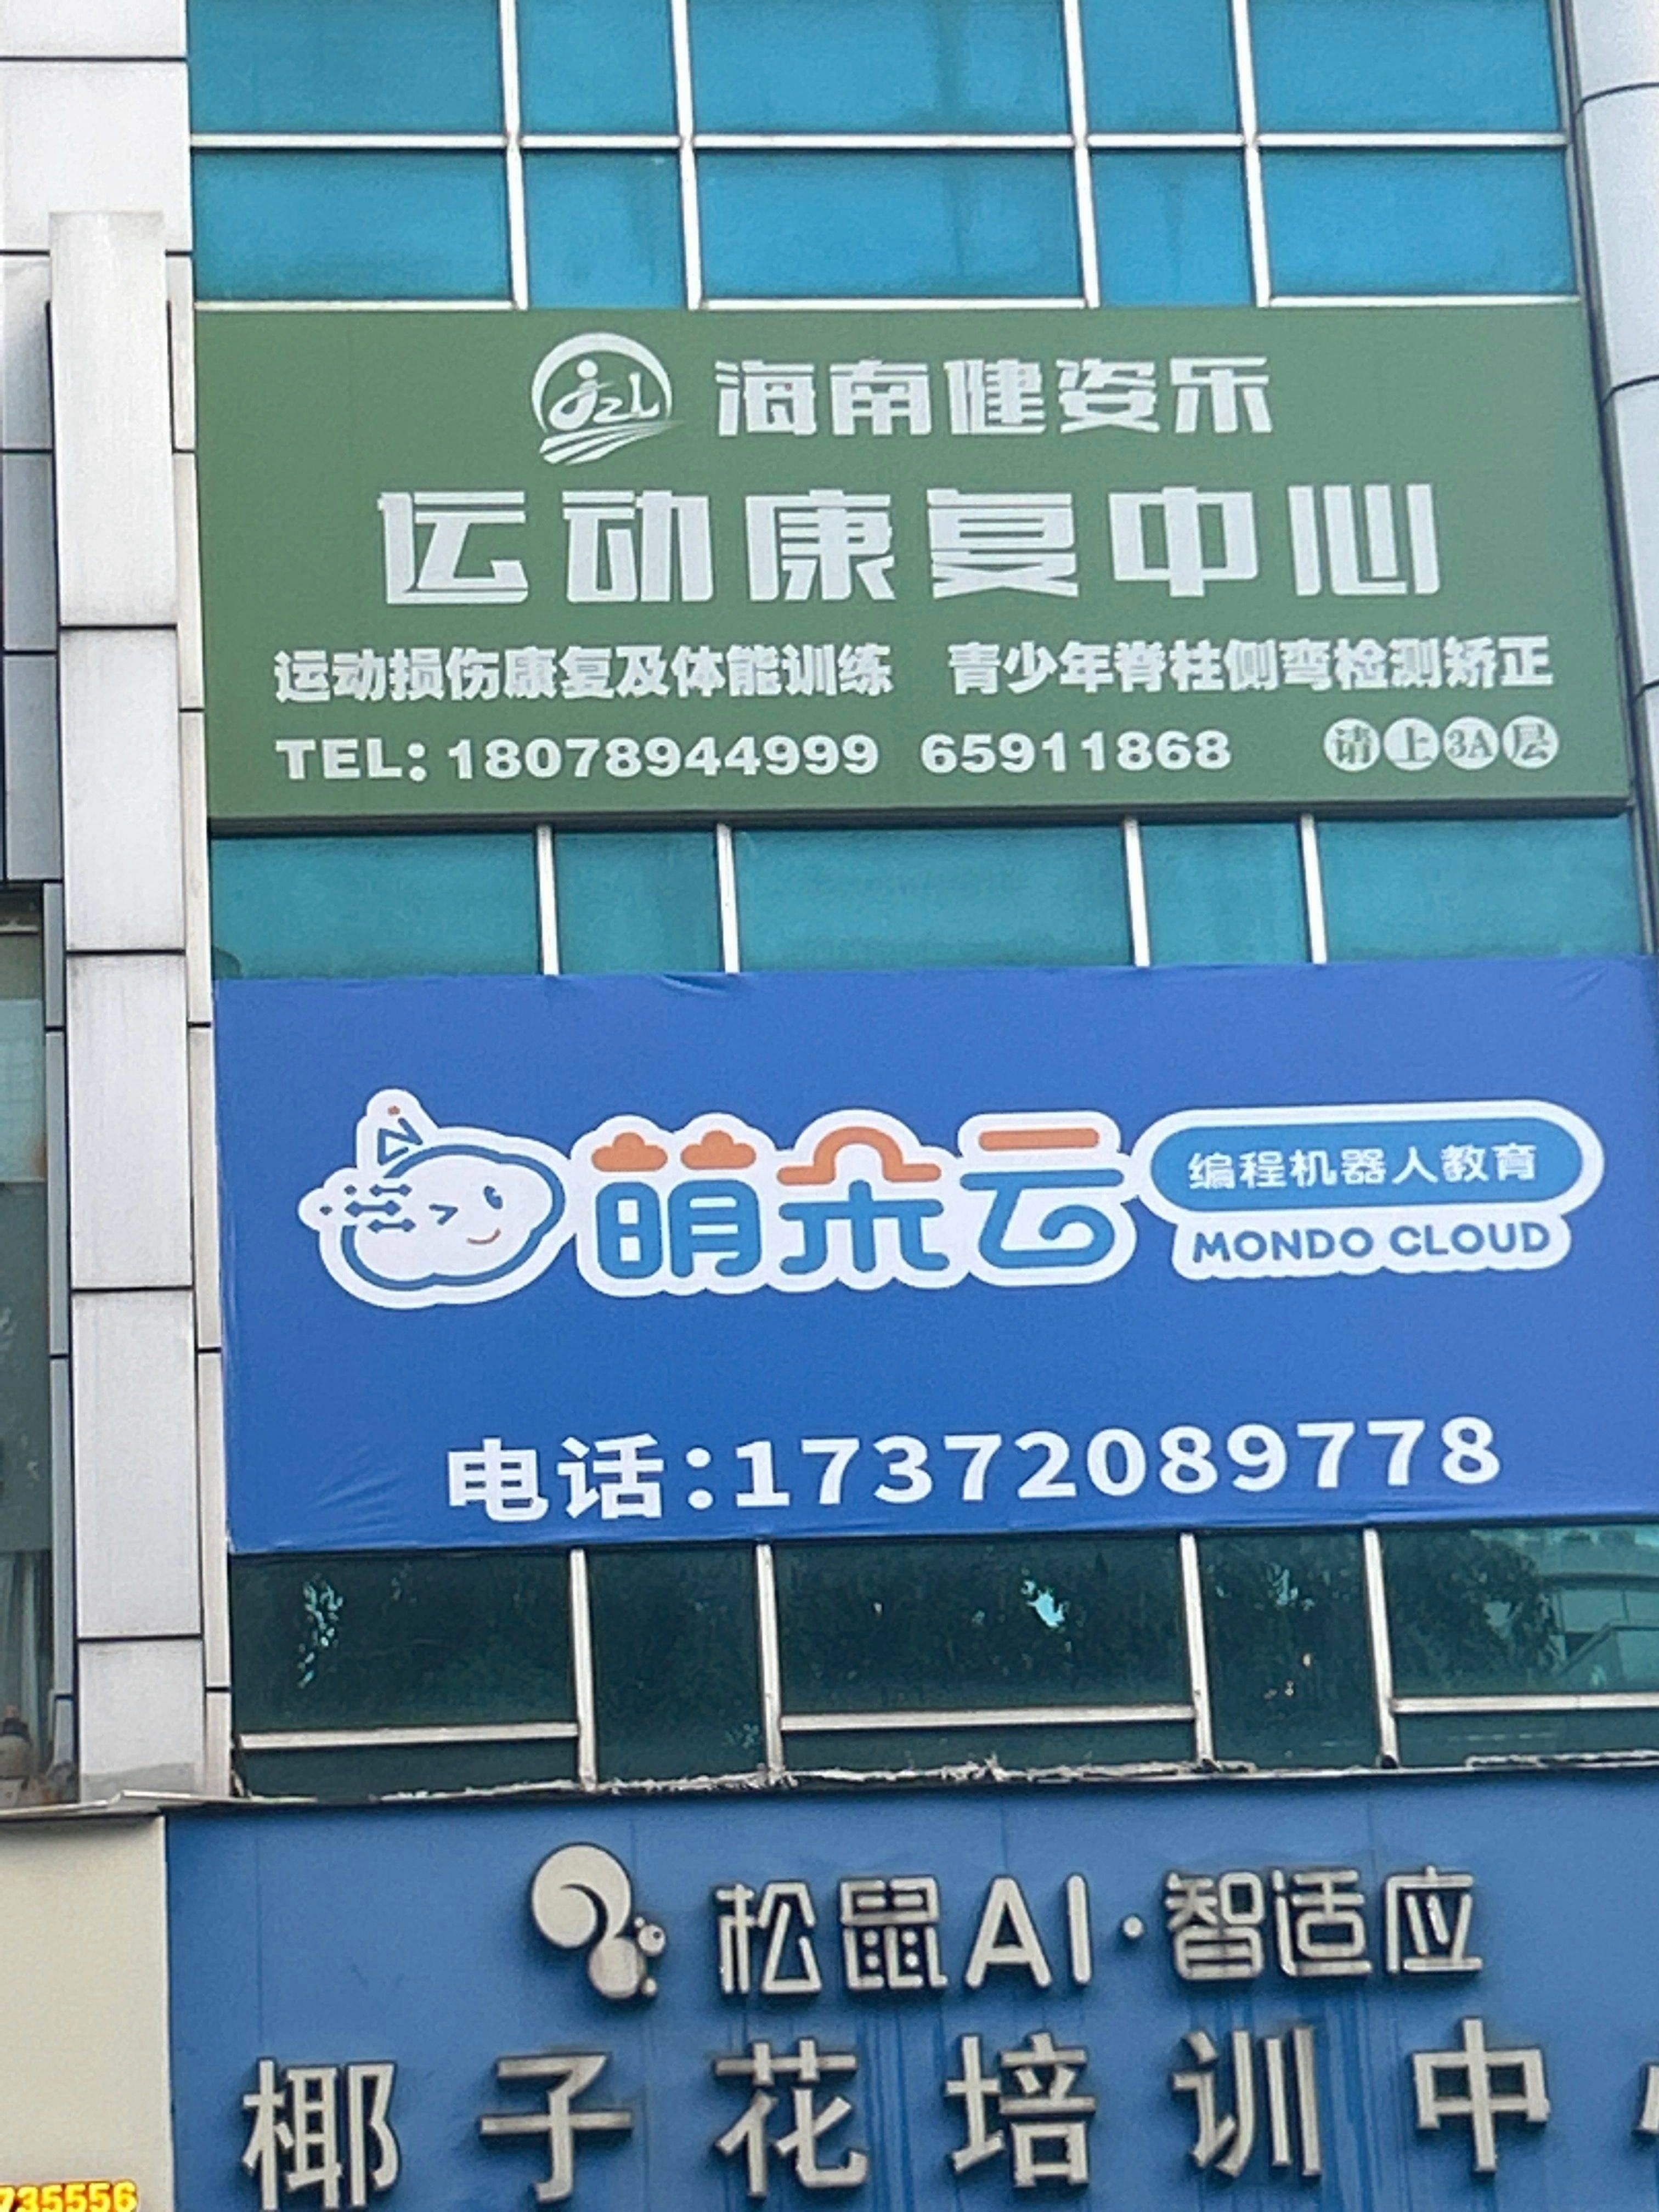 jzl 海南健姿乐
运动康复中心
运动损伤康复及体能训练 青少年脊柱侧弯检测矫正
TEL: 18078944999 65911868 请上3A层
萌朵云 编程机器人教育
MONDO CLOUD
电话:17372089778
松鼠AI·智适应
椰子花培训中
735556